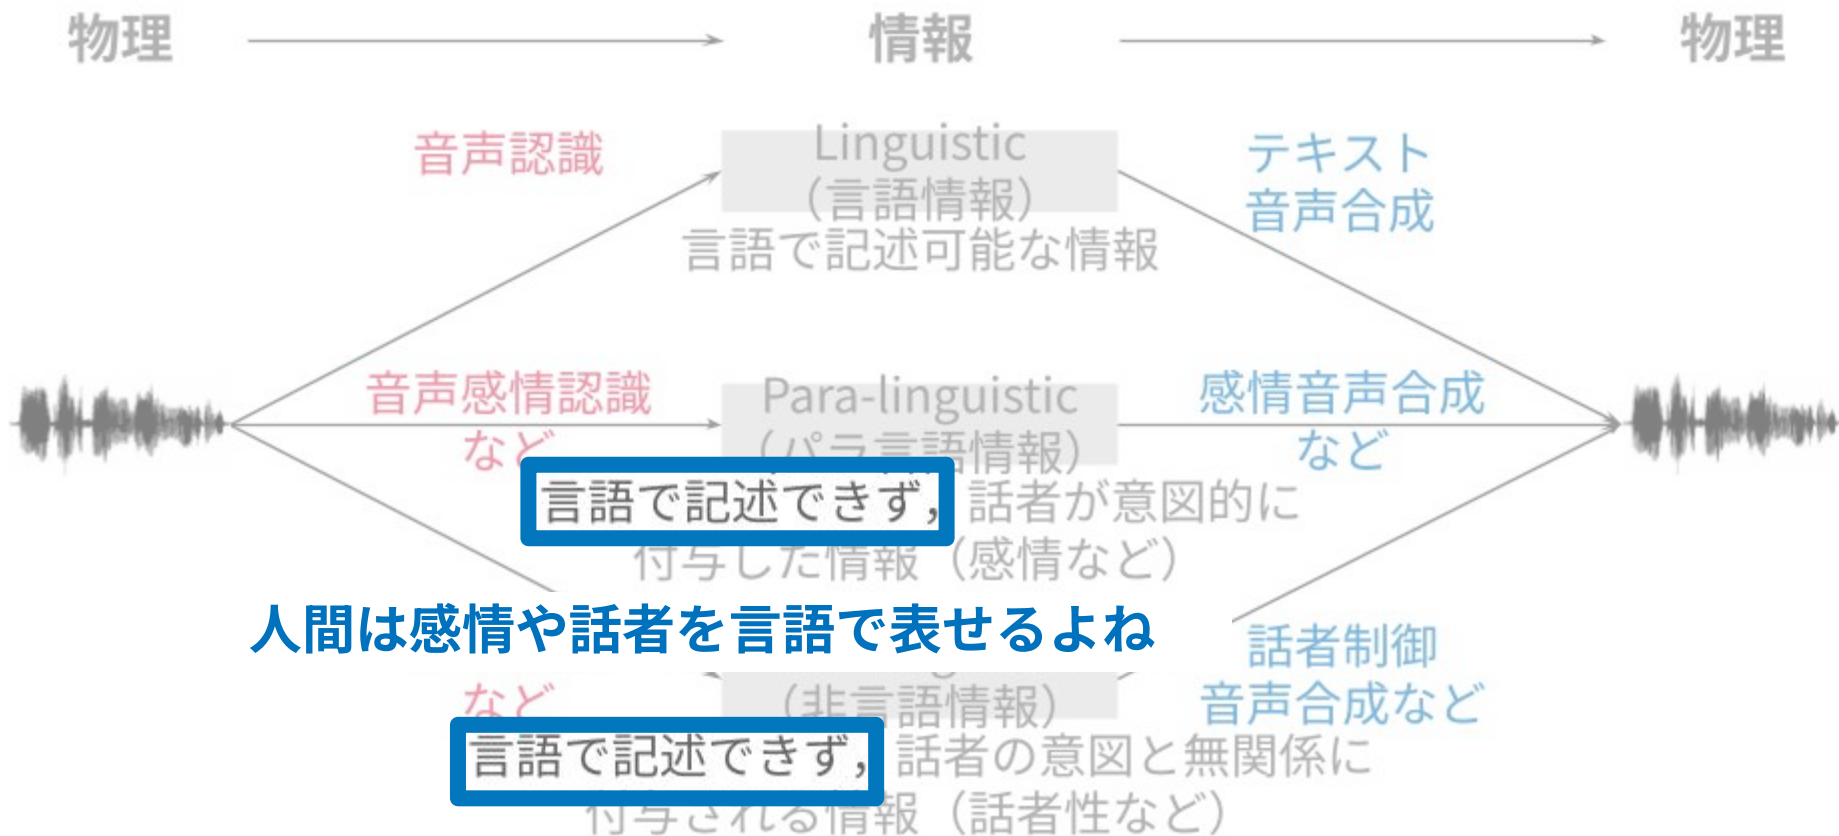 物理
情報
物理
音声認識
Linguistic
（言語情報）
言語で記述可能な情報
テキスト
音声合成
音声感情認識
など
Para-linguistic
（パラ言語情報）
言語で記述できず，話者が意図的に
付与した情報（感情など）
感情音声合成
など
人間は感情や話者を言語で表せるよね
など
（非言語情報）
言語で記述できず，話者の意図と無関係に
付与される情報（話者性など）
話者制御
音声合成など